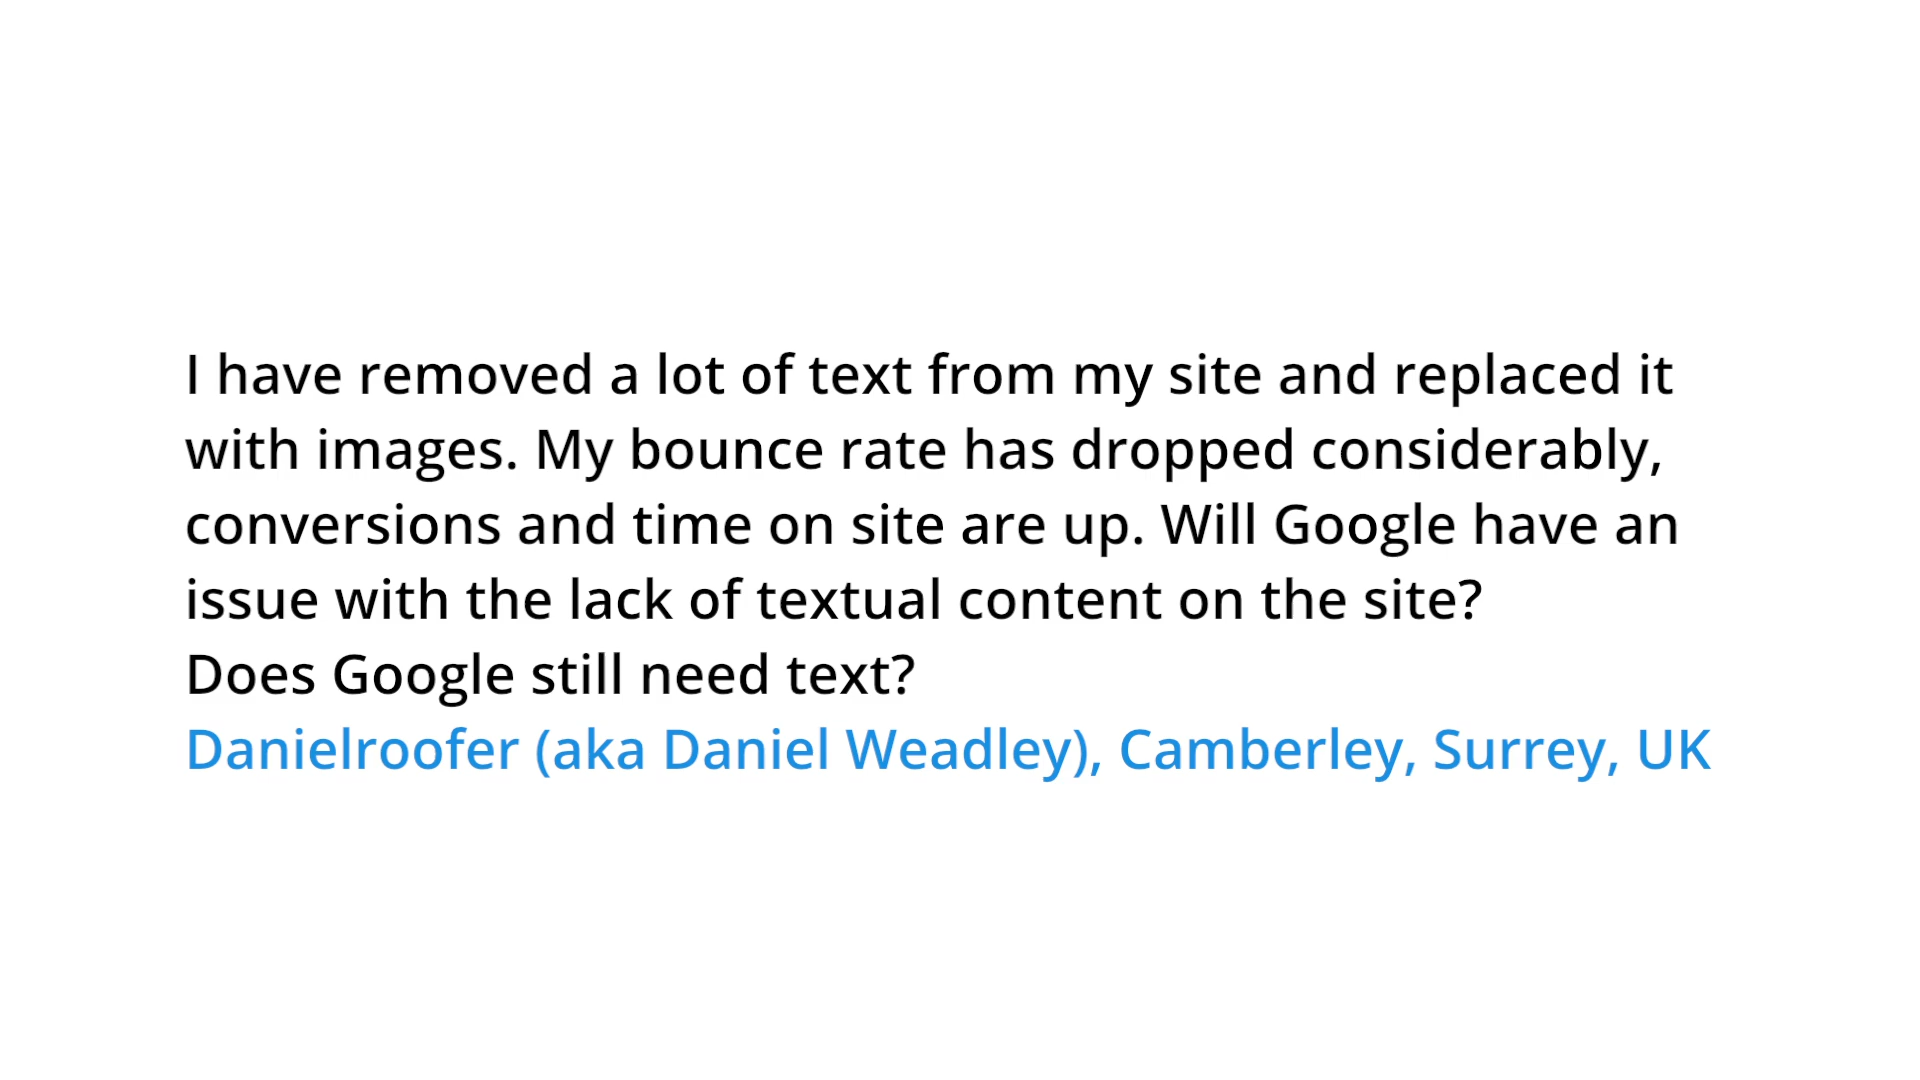 I have removed a lot of text from my site and replaced it
with images. My bounce rate has dropped considerably,
conversions and time on site are up. Will Google have an
issue with the lack of textual content on the site?
Does Google still need text?
Danielroofer (aka Daniel Weadley), Camberley, Surrey, UK